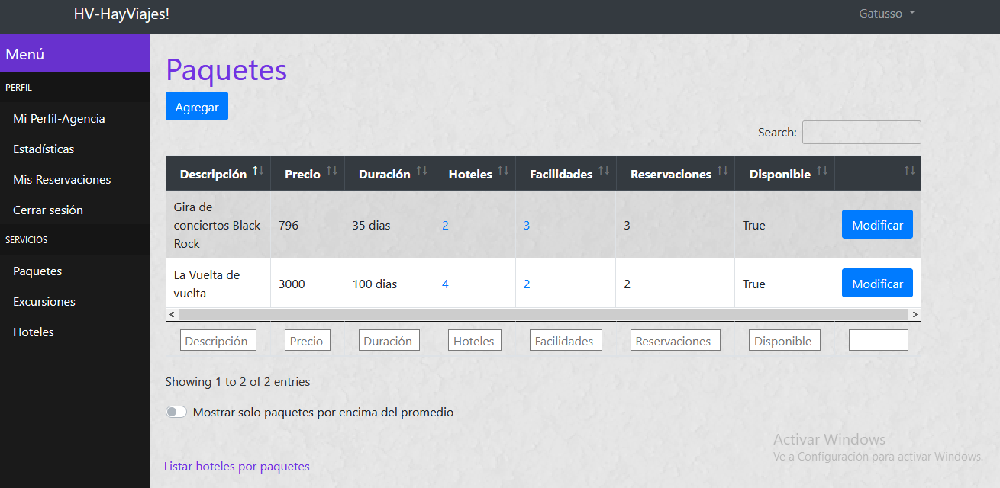 HV-HayViajes!
Gatusso
Menú
PERFIL
Mi Perfil-Agencia
Estadísticas
Mis Reservaciones
Cerrar sesión
SERVICIOS
Paquetes
Excursiones
Hoteles
Paquetes
Agregar
Search:
Descripción Precio Duración Hoteles Facilidades Reservaciones Disponible
Gira de
conciertos Black
Rock
796 35 dias 2 3 3 True Modificar
La Vuelta de
vuelta
3000 100 dias 4 2 2 True Modificar
Descripción Precio Duración Hoteles Facilidades Reservaciones Disponible
Showing 1 to 2 of 2 entries
Mostrar solo paquetes por encima del promedio
Listar hoteles por paquetes
Activar Windows
Ve a Configuración para activar Windows.